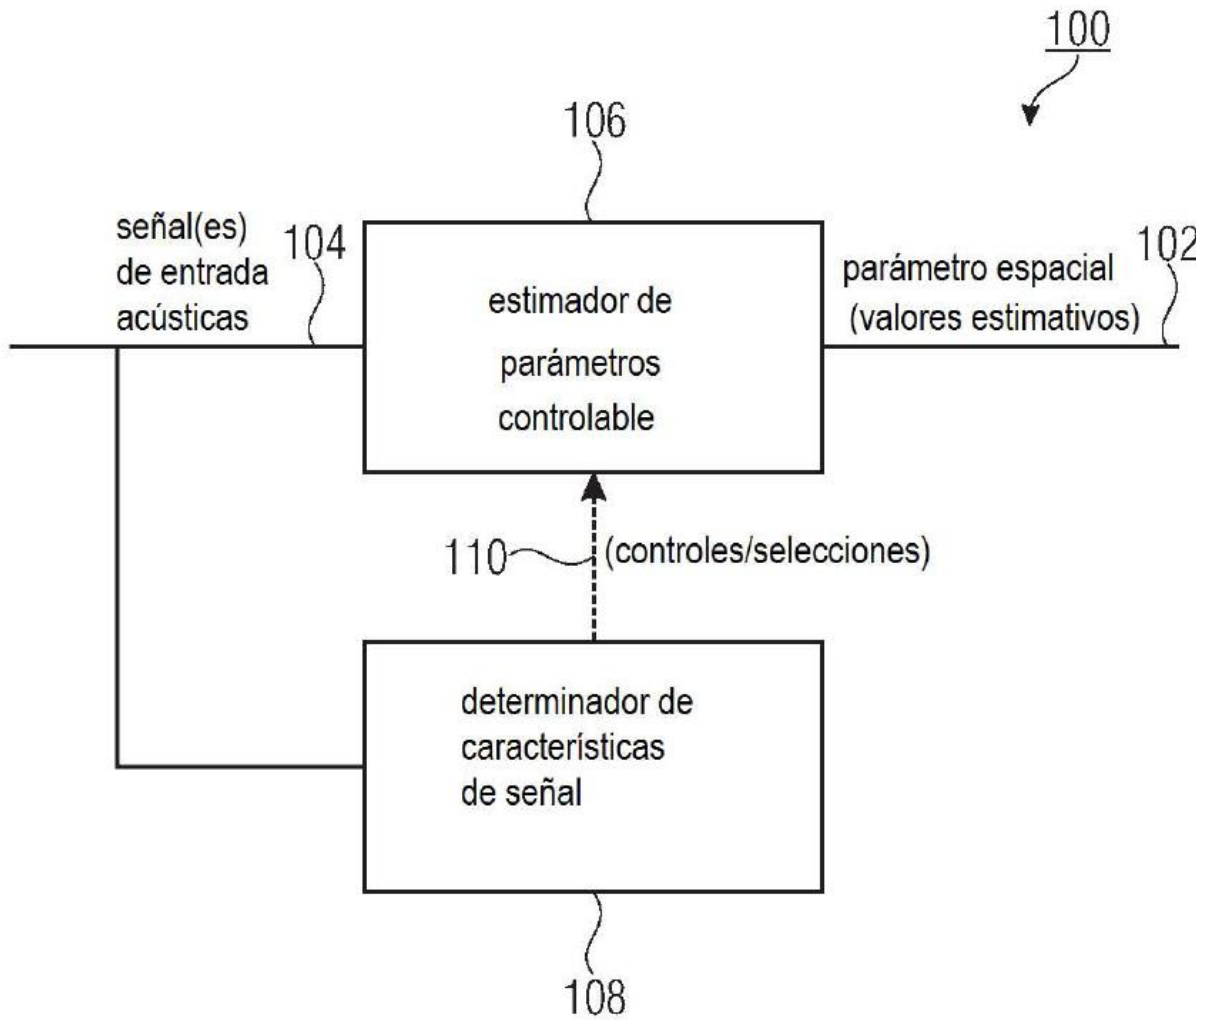 100
106
señal(es)
de entrada
acústicas
104
estimador de
parámetros
controlable
parámetro espacial
(valores estimativos)
102
110
(controles/selecciones)
determinador de
características
de señal
108